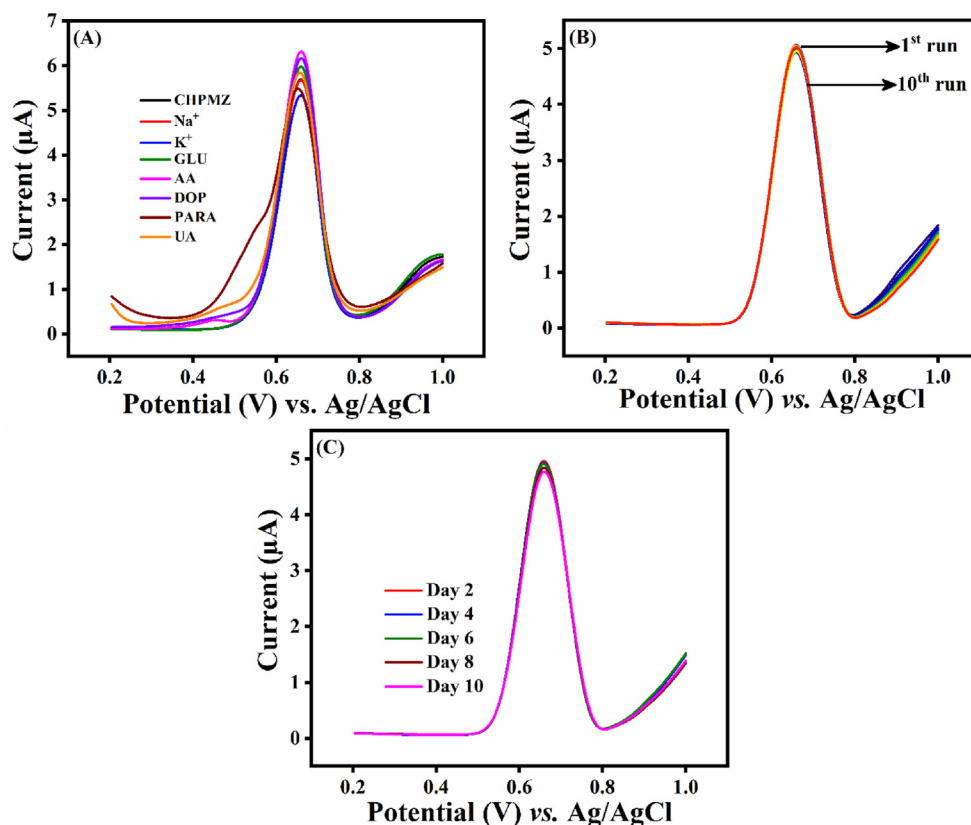 (A)
7
6
5
4
3
2
1
0
Current (µA)
CHPMZ
Na⁺
K⁺
GLU
AA
DOP
PARA
UA
0.2 0.4 0.6 0.8 1.0
Potential (V) vs. Ag/AgCl
(B)
5
4
3
2
1
0
Current (µA)
1ˢᵗ run
10ᵗʰ run
0.2 0.4 0.6 0.8 1.0
Potential (V) vs. Ag/AgCl
(C)
5
4
3
2
1
0
Current (µA)
Day 2
Day 4
Day 6
Day 8
Day 10
0.2 0.4 0.6 0.8 1.0
Potential (V) vs. Ag/AgCl